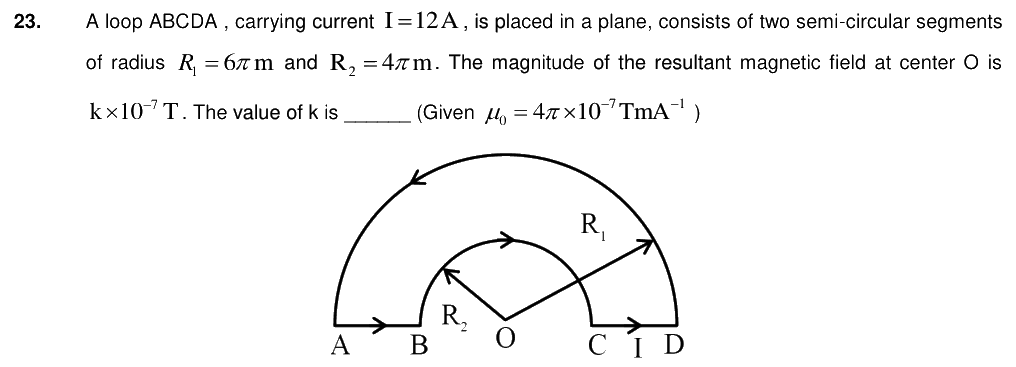 23. A loop ABCDA , carrying current I=12A , is placed in a plane, consists of two semi-circular segments
of radius R₁ = 6π m and R₂ = 4π m. The magnitude of the resultant magnetic field at center O is
k×10⁻⁷ T. The value of k is ______ (Given μ₀ = 4π×10⁻⁷ TmA⁻¹ )
R₁
R₂
A B O C I D